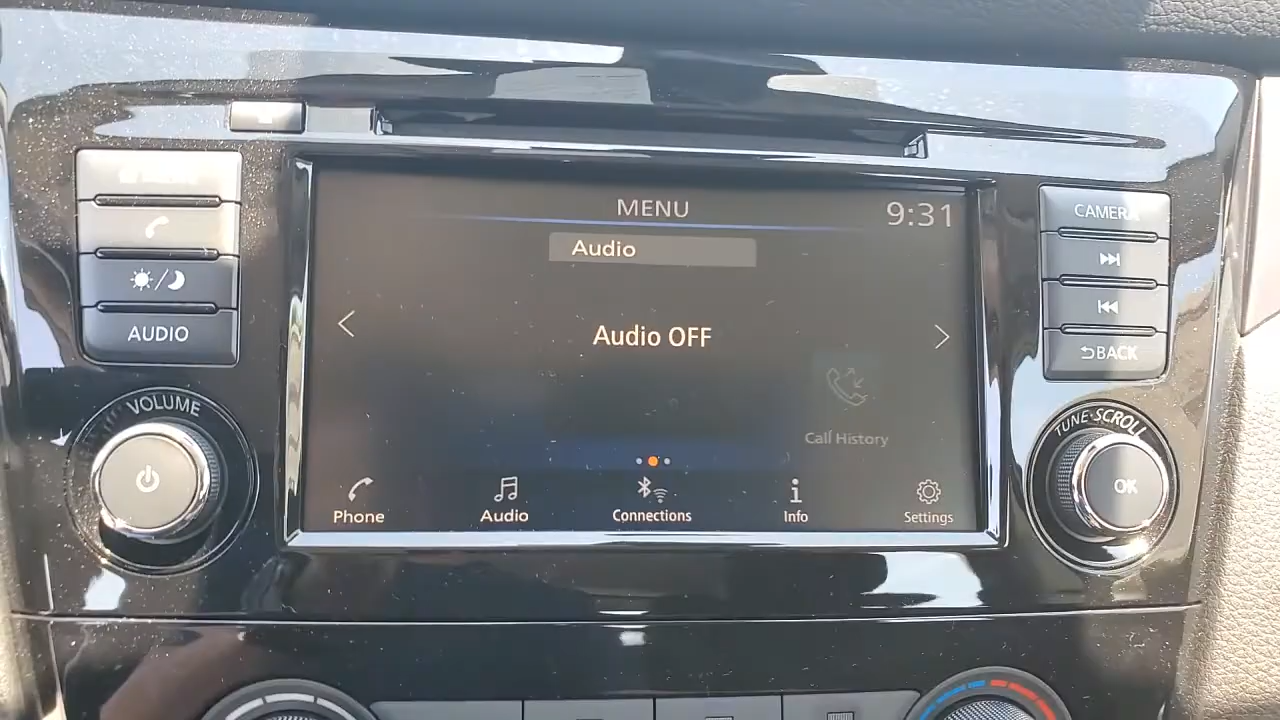 MENU
9:31
Audio
Audio OFF
Call History
Phone
Audio
Connections
Info
Settings
AUDIO
VOLUME
CAMERA
BACK
TUNE·SCROLL
OK